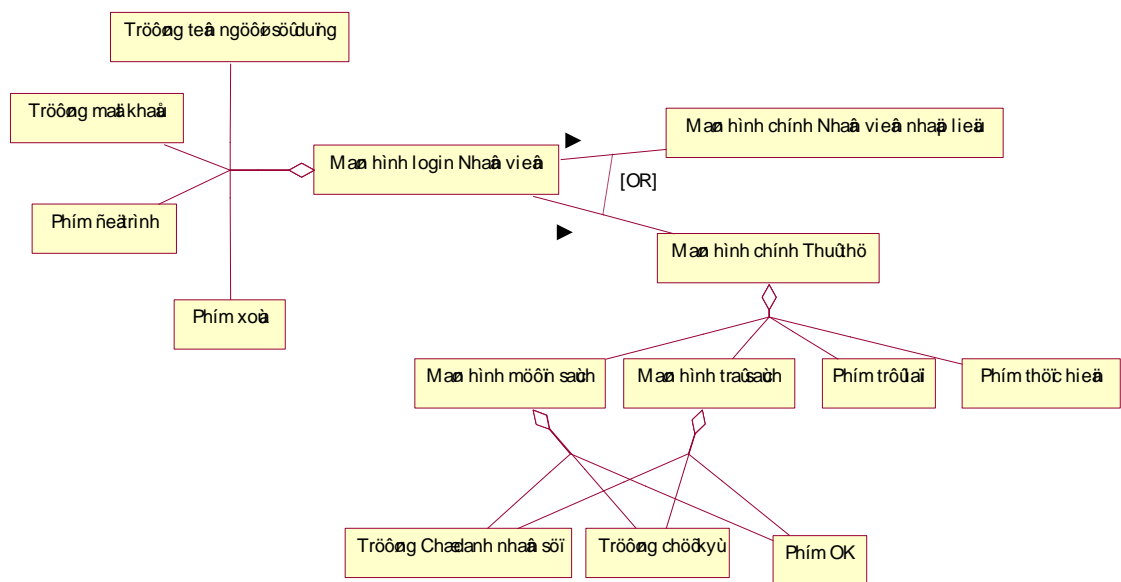 Tröôøng teân ngöôøi söû duïng
Tröôøng maät khaåu
Maøn hình chính Nhaân vieân nhaäp lieäu
Maøn hình login Nhaân vieân
[OR]
Phím ñeä trình
Maøn hình chính Thuû thö
Phím xoùa
Maøn hình möôïn saùch
Maøn hình traû saùch
Phím trôû laïi
Phím thöïc hieän
Tröôøng Chæ danh nhaân söï
Tröôøng chöõ kyù
Phím OK